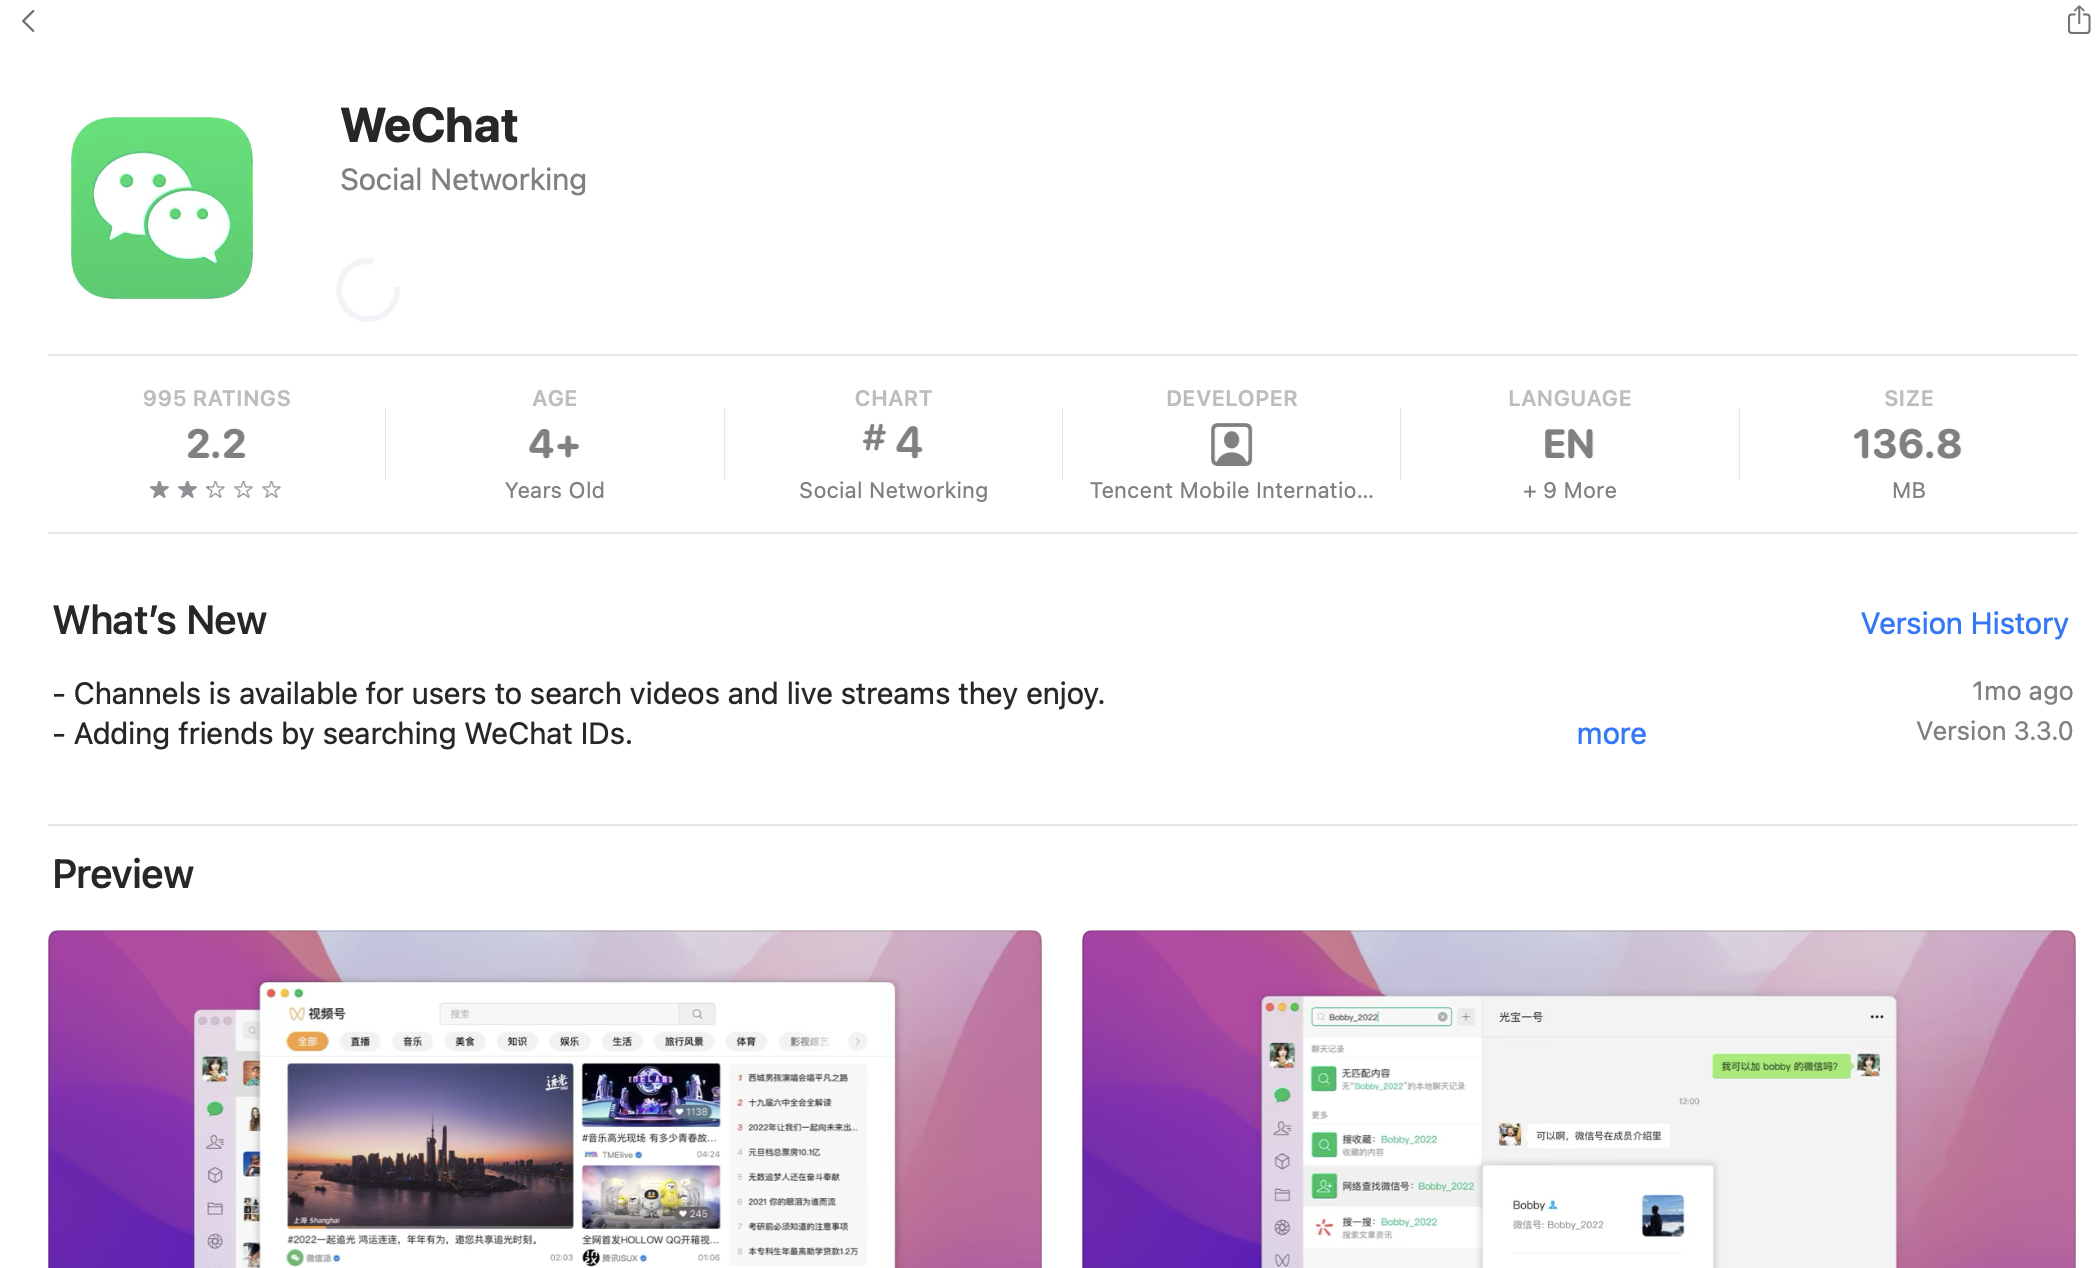 WeChat
Social Networking
995 RATINGS
2.2
AGE
4+
Years Old
CHART
# 4
Social Networking
DEVELOPER
Tencent Mobile Internatio...
LANGUAGE
EN
+ 9 More
SIZE
136.8
MB
What's New
Version History
- Channels is available for users to search videos and live streams they enjoy.
- Adding friends by searching WeChat IDs.
more
1mo ago
Version 3.3.0
Preview
视频号
搜索
全部 直播 音乐 美食 知识 娱乐 生活 旅行风景 体育 影视综艺
追光
上海 Shanghai
#2022一起追光 鸿运连连，年年有为，邀您共享追光时刻。
微信派
02:03
1138
#音乐高光现场 有多少青春故...
TMElive
04:24
245
全网首发HOLLOW QQ开箱视...
腾讯ISUX
01:06
1 西城男孩演唱会唱平凡之路
2 十九届六中全会全解读
3 2022年让我们一起向未来出...
4 元旦档总票房10.1亿
5 无数追梦人还在奋斗奉献
6 2021 你的眼泪为谁而流
7 考研前必须知道的注意事项
8 本专科生年最高助学贷款1.2万
Bobby_2022
聊天记录
无匹配内容
无"Bobby_2022"的本地聊天记录
更多
搜收藏：Bobby_2022
收藏的内容
网络查找微信号：Bobby_2022
搜一搜：Bobby_2022
搜索文章资讯
光宝一号
我可以加 bobby 的微信吗？
12:00
可以啊，微信号在成员介绍里
Bobby
微信号: Bobby_2022